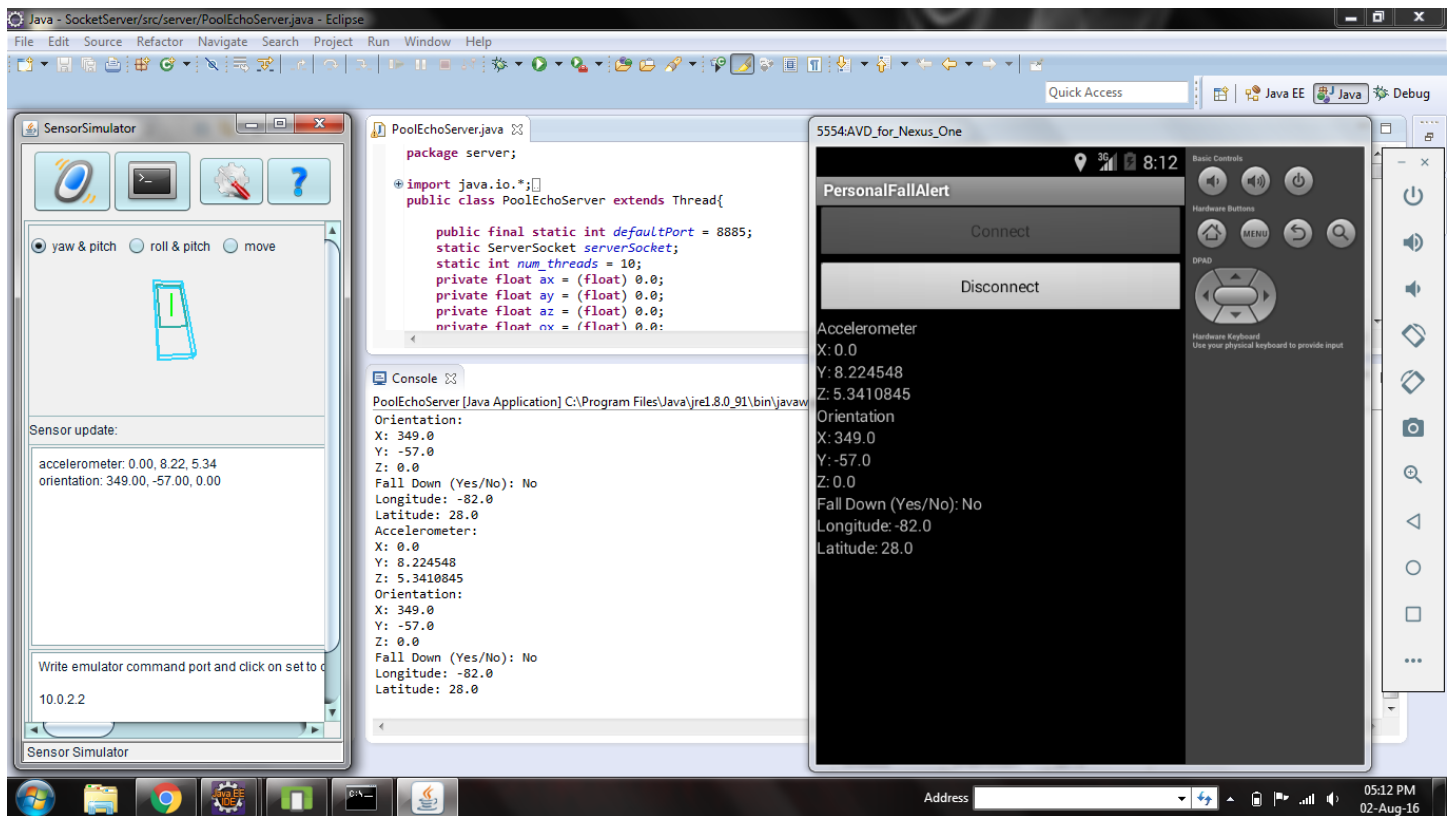 Java - SocketServer/src/server/PoolEchoServer.java - Eclipse
File Edit Source Refactor Navigate Search Project Run Window Help
Quick Access
Java EE
Java
Debug
SensorSimulator
yaw & pitch
roll & pitch
move
Sensor update:
accelerometer: 0.00, 8.22, 5.34
orientation: 349.00, -57.00, 0.00
Write emulator command port and click on set to
10.0.2.2
Sensor Simulator
PoolEchoServer.java
package server;
import java.io.*;
public class PoolEchoServer extends Thread{
public final static int defaultPort = 8885;
static ServerSocket serverSocket;
static int num_threads = 10;
private float ax = (float) 0.0;
private float ay = (float) 0.0;
private float az = (float) 0.0;
private float ox = (float) 0.0;
Console
PoolEchoServer [Java Application] C:\Program Files\Java\jre1.8.0_91\bin\javaw
Orientation:
X: 349.0
Y: -57.0
Z: 0.0
Fall Down (Yes/No): No
Longitude: -82.0
Latitude: 28.0
Accelerometer:
X: 0.0
Y: 8.224548
Z: 5.3410845
Orientation:
X: 349.0
Y: -57.0
Z: 0.0
Fall Down (Yes/No): No
Longitude: -82.0
Latitude: 28.0
5554:AVD_for_Nexus_One
3G 8:12
PersonalFallAlert
Connect
Disconnect
Accelerometer
X: 0.0
Y: 8.224548
Z: 5.3410845
Orientation
X: 349.0
Y: -57.0
Z: 0.0
Fall Down (Yes/No): No
Longitude: -82.0
Latitude: 28.0
Basic Controls
Hardware Buttons
MENU
DPAD
Hardware Keyboard
Use your physical keyboard to provide input
Java EE
IDE
C:\_
Address
05:12 PM
02-Aug-16